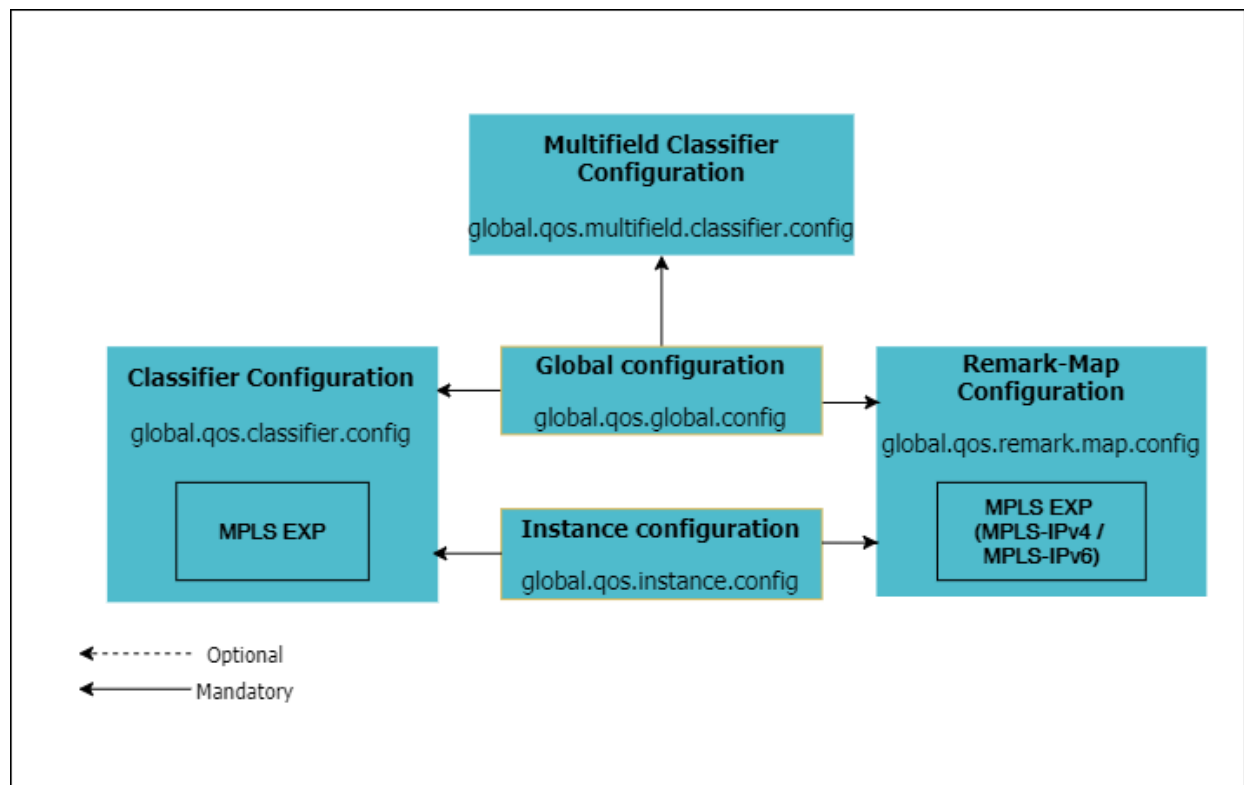 Multifield Classifier
Configuration
global.qos.multifield.classifier.config
Classifier Configuration
global.qos.classifier.config
MPLS EXP
Global configuration
global.qos.global.config
Instance configuration
global.qos.instance.config
Remark-Map
Configuration
global.qos.remark.map.config
MPLS EXP
(MPLS-IPv4 /
MPLS-IPv6)
Optional
Mandatory